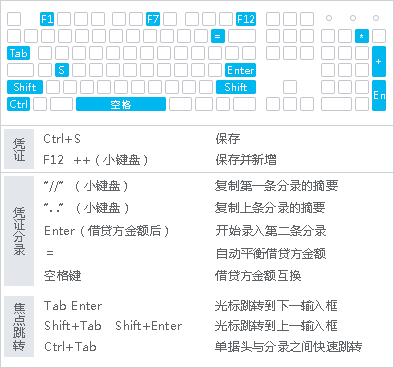 F1 F7 F12
= *
Tab +
S Enter
Shift Shift En
Ctrl 空格
凭证
Ctrl+S 保存
F12 ++（小键盘） 保存并新增
凭证分录
"//"（小键盘） 复制第一条分录的摘要
".."（小键盘） 复制上条分录的摘要
Enter（借贷方金额后） 开始录入第二条分录
= 自动平衡借贷方金额
空格键 借贷方金额互换
焦点跳转
Tab Enter 光标跳转到下一输入框
Shift+Tab Shift+Enter 光标跳转到上一输入框
Ctrl+Tab 单据头与分录之间快速跳转